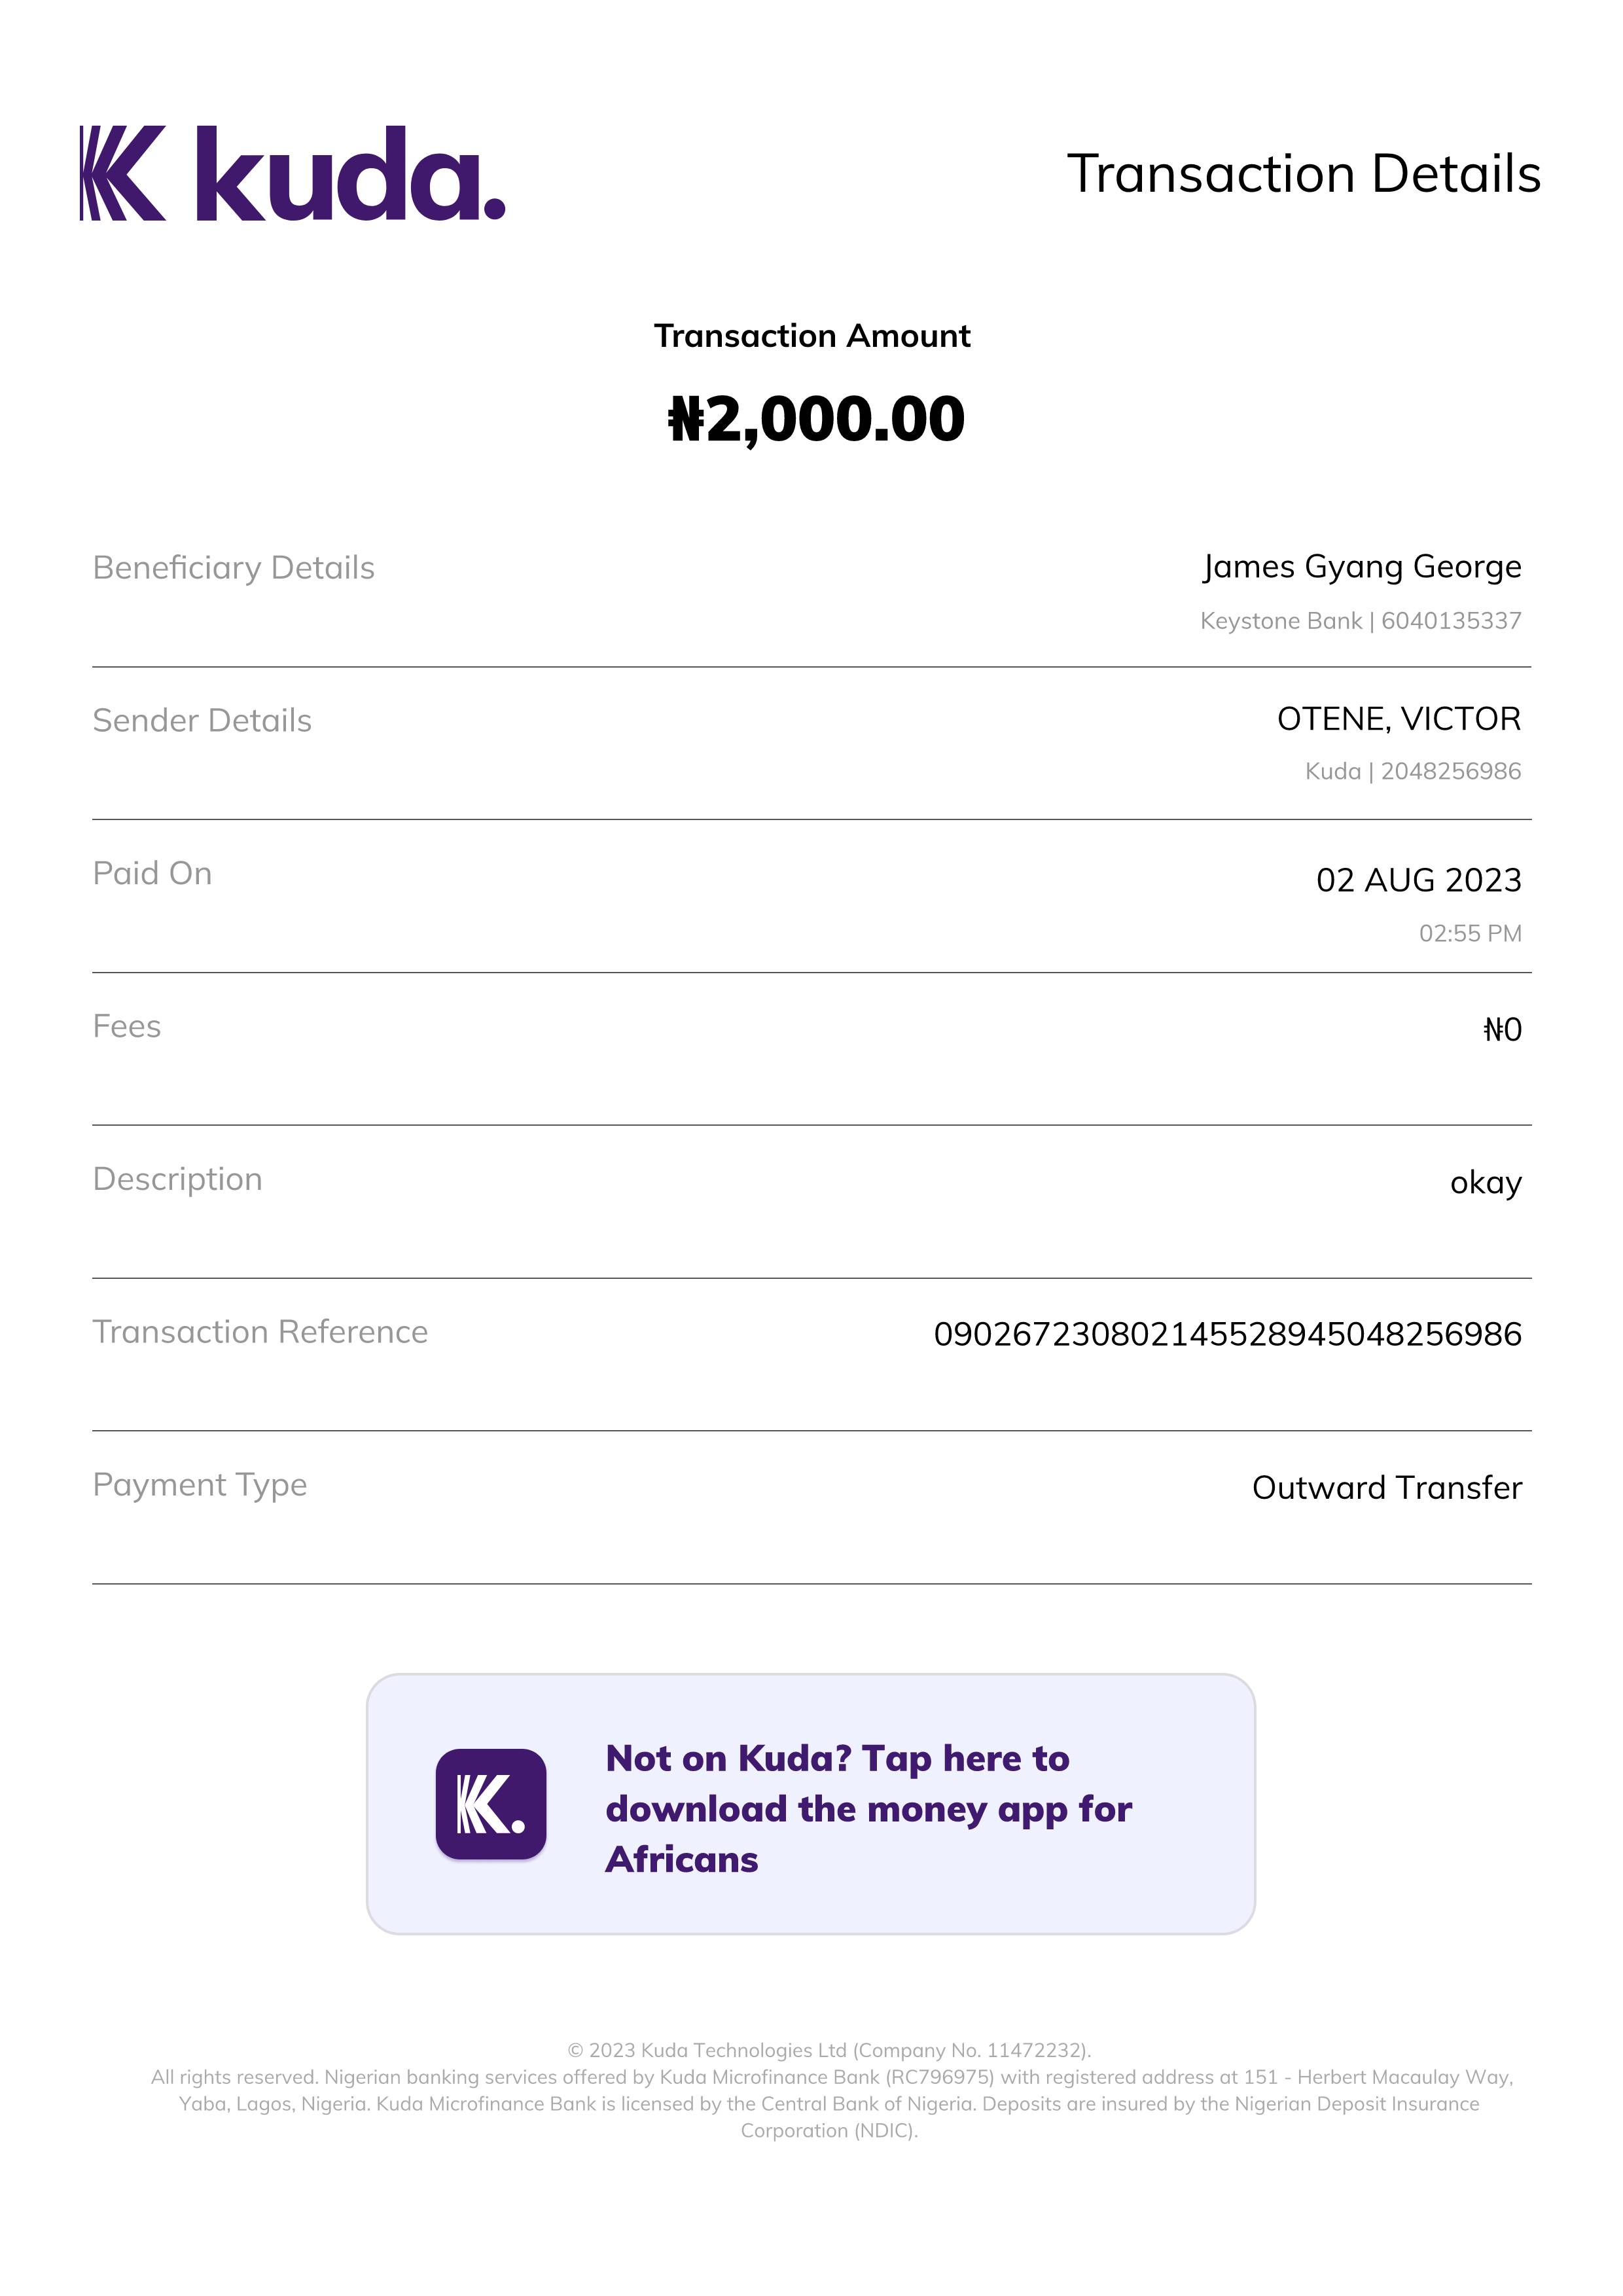 kuda.
Transaction Details
Transaction Amount
₦2,000.00
Beneficiary Details
James Gyang George
Keystone Bank | 6040135337
Sender Details
OTENE, VICTOR
Kuda | 2048256986
Paid On
02 AUG 2023
02:55 PM
Fees
₦0
Description
okay
Transaction Reference
090267230802145528945048256986
Payment Type
Outward Transfer
K.
Not on Kuda? Tap here to
download the money app for
Africans
© 2023 Kuda Technologies Ltd (Company No. 11472232).
All rights reserved. Nigerian banking services offered by Kuda Microfinance Bank (RC796975) with registered address at 151 - Herbert Macaulay Way,
Yaba, Lagos, Nigeria. Kuda Microfinance Bank is licensed by the Central Bank of Nigeria. Deposits are insured by the Nigerian Deposit Insurance
Corporation (NDIC).